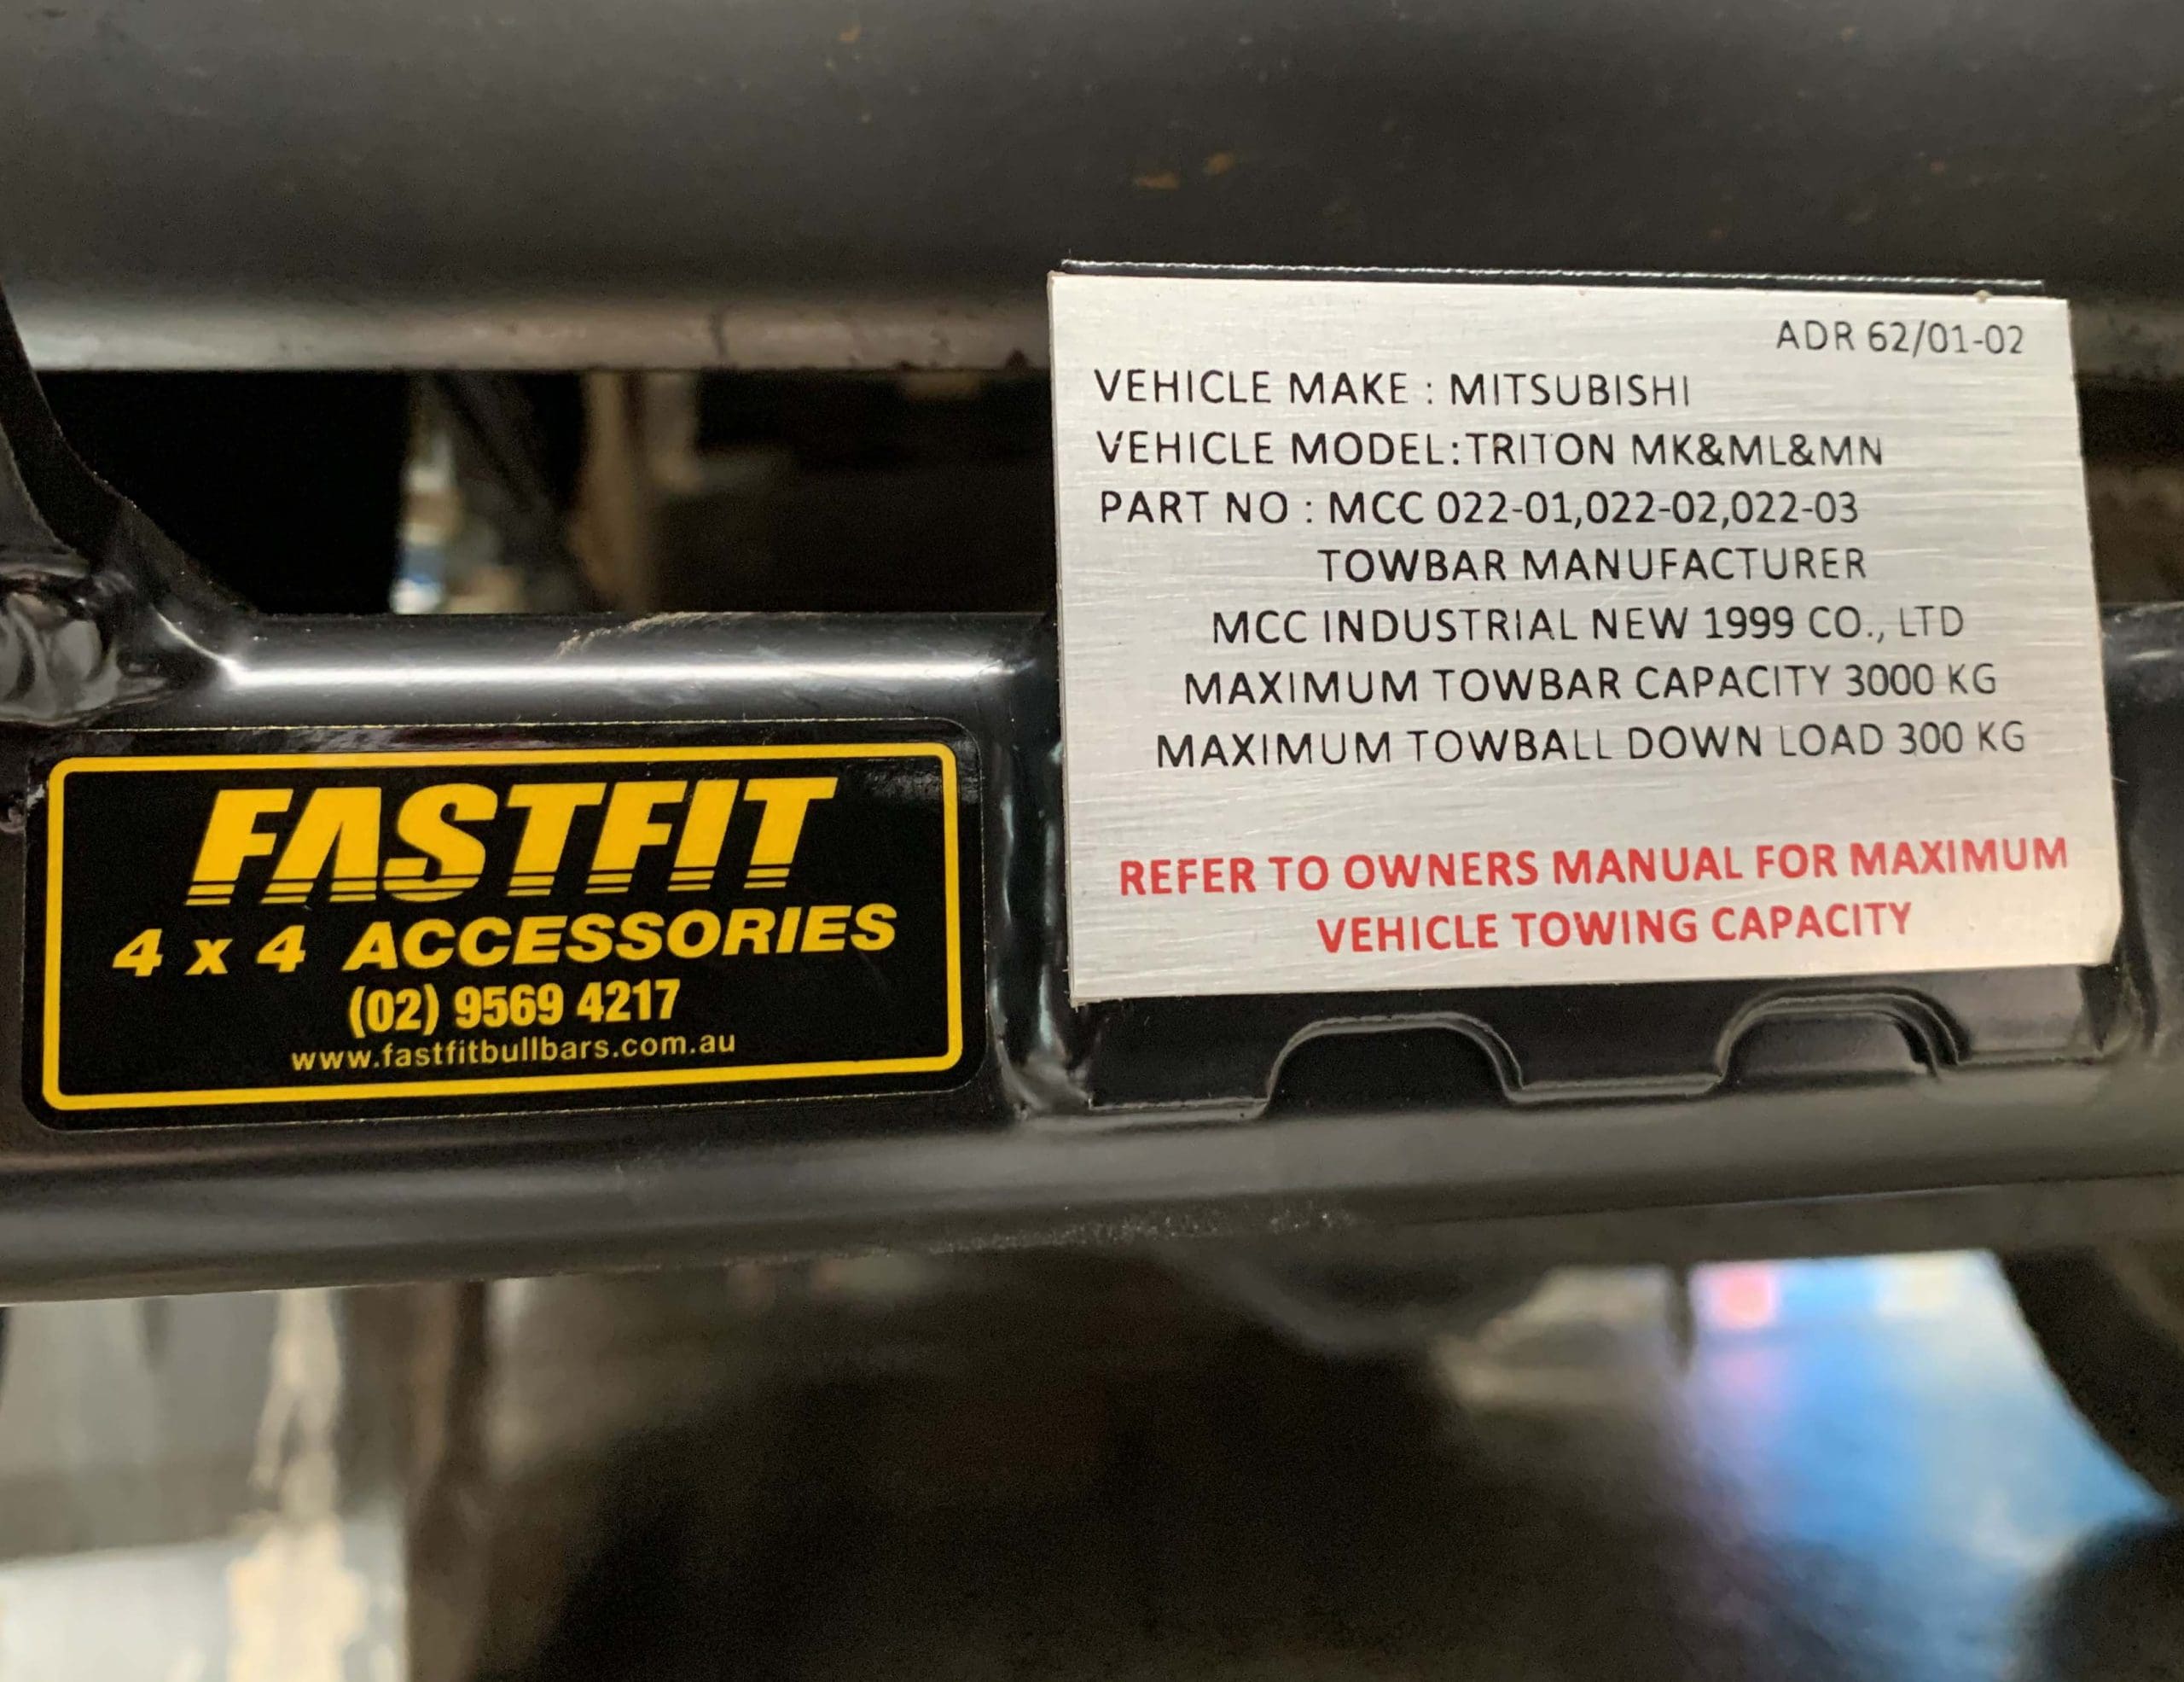 FASTFIT
4 x 4 ACCESSORIES
(02) 9569 4217
www.fastfitbullbars.com.au
ADR 62/01-02
VEHICLE MAKE : MITSUBISHI
VEHICLE MODEL:TRITON MK&ML&MN
PART NO : MCC 022-01,022-02,022-03
TOWBAR MANUFACTURER
MCC INDUSTRIAL NEW 1999 CO., LTD
MAXIMUM TOWBAR CAPACITY 3000 KG
MAXIMUM TOWBALL DOWN LOAD 300 KG
REFER TO OWNERS MANUAL FOR MAXIMUM
VEHICLE TOWING CAPACITY